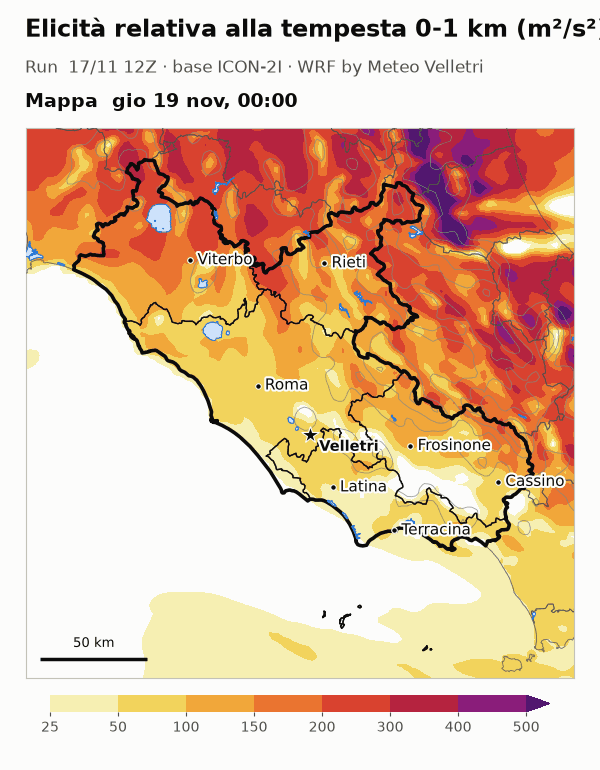 Elicità relativa alla tempesta 0-1 km (m²/s²)
Run 17/11 12Z · base ICON-2I · WRF by Meteo Velletri
Mappa gio 19 nov, 00:00
Viterbo
Rieti
Roma
Velletri
Frosinone
Latina
Cassino
Terracina
50 km
25 50 100 150 200 300 400 500